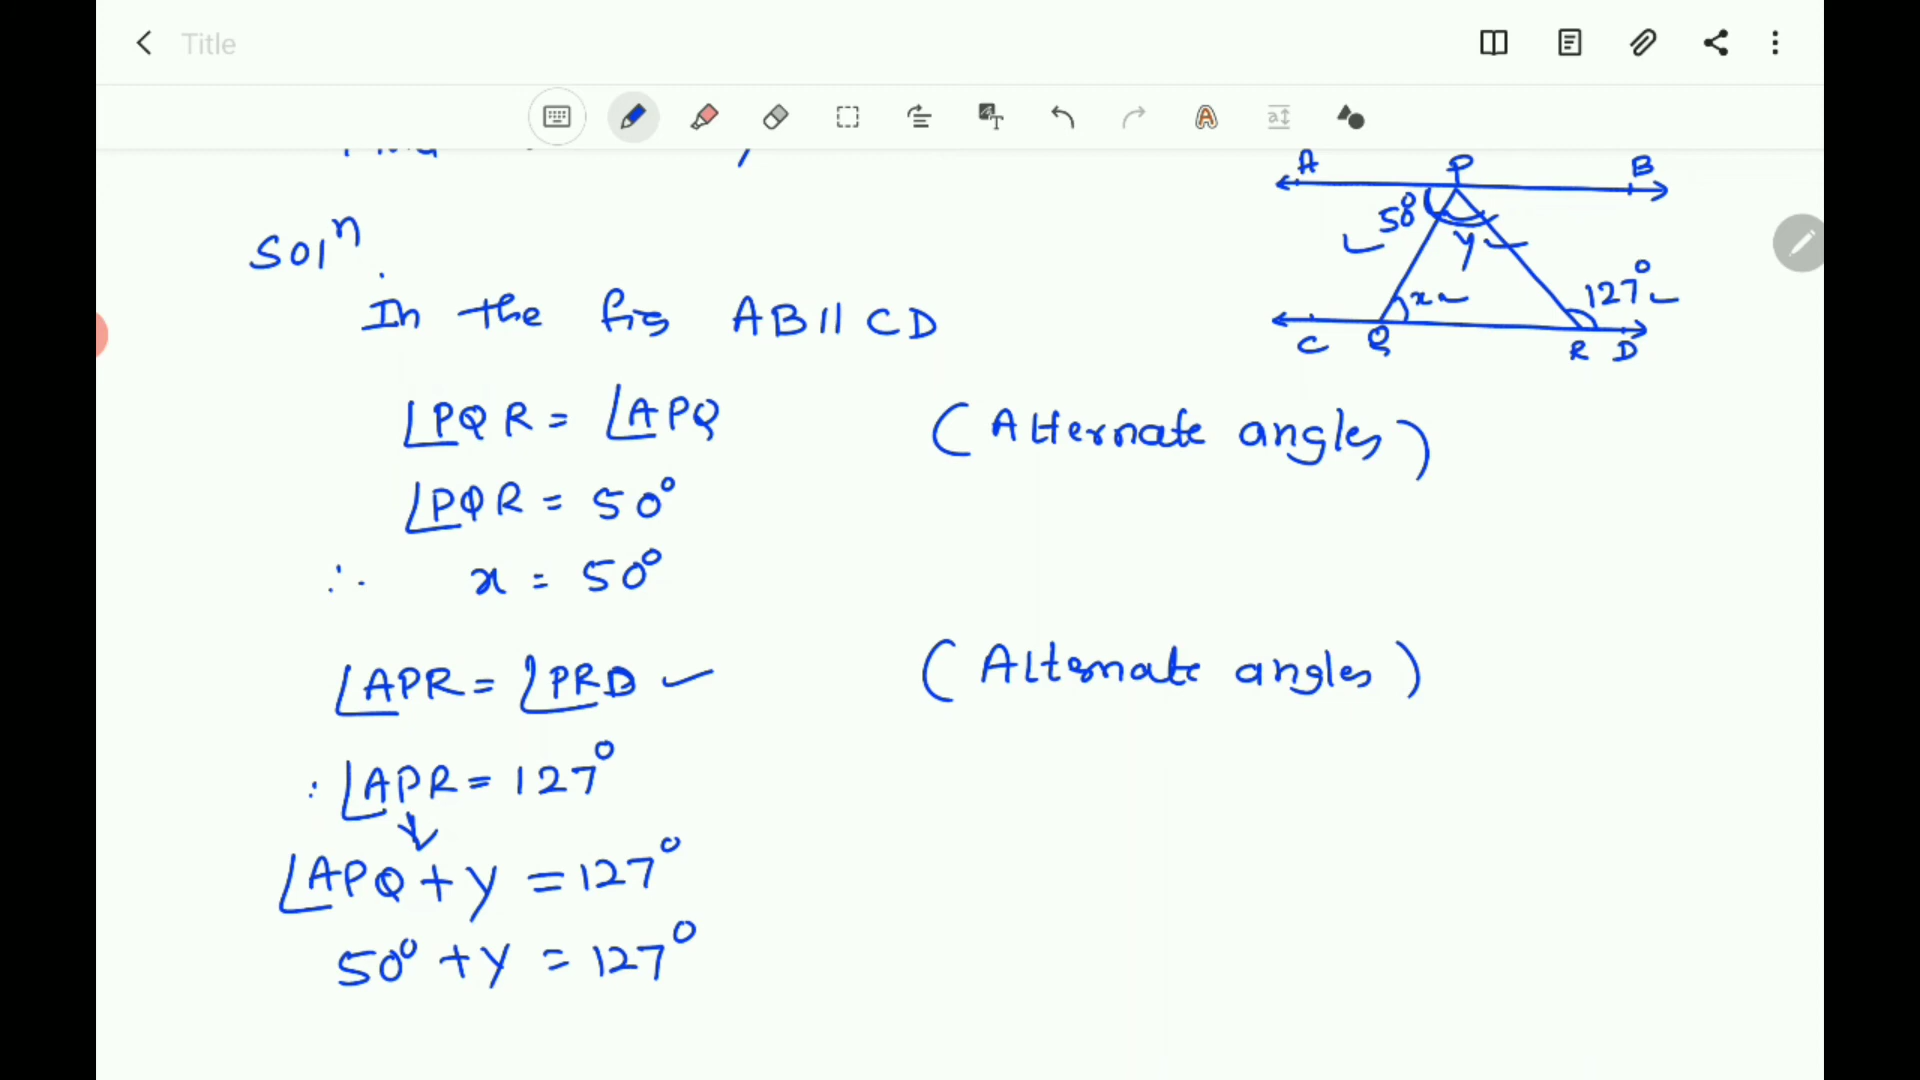 Title
Solⁿ.
In the fig AB || CD
∠PQR = ∠APQ (Alternate angles)
∠PQR = 50°
∴ x = 50°
∠APR = ∠PRD ✓ (Alternate angles)
∴ ∠APR = 127°
∠APQ + y = 127°
50° + y = 127°
A P B
50°
y
x 127°
C Q R D